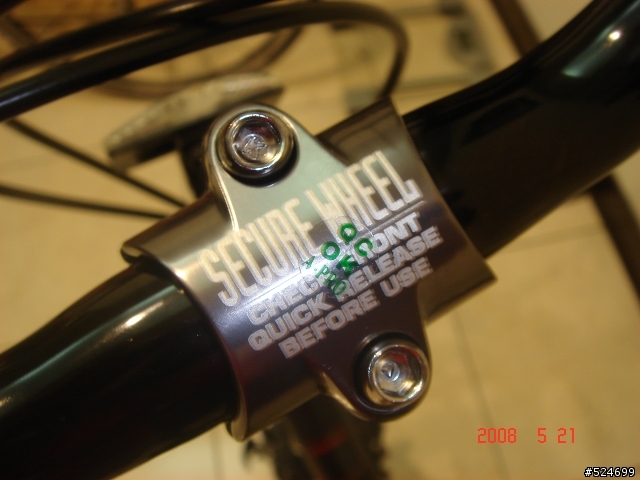 SECURE WHEEL
CHECK FRONT
QUICK RELEASE
BEFORE USE
2008 5 21
#524699